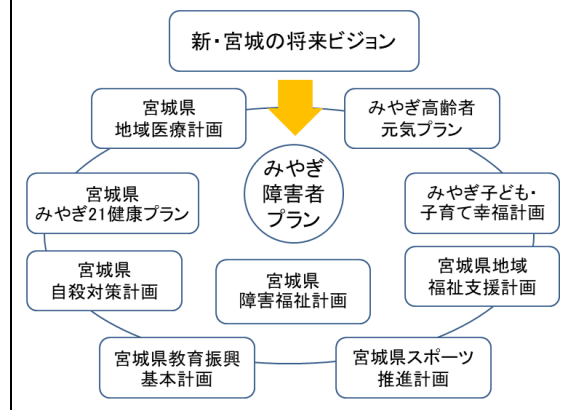 新・宮城の将来ビジョン
宮城県
地域医療計画
みやぎ高齢者
元気プラン
みやぎ
障害者
プラン
宮城県
みやぎ21健康プラン
みやぎ子ども・
子育て幸福計画
宮城県
自殺対策計画
宮城県
障害福祉計画
宮城県地域
福祉支援計画
宮城県教育振興
基本計画
宮城県スポーツ
推進計画